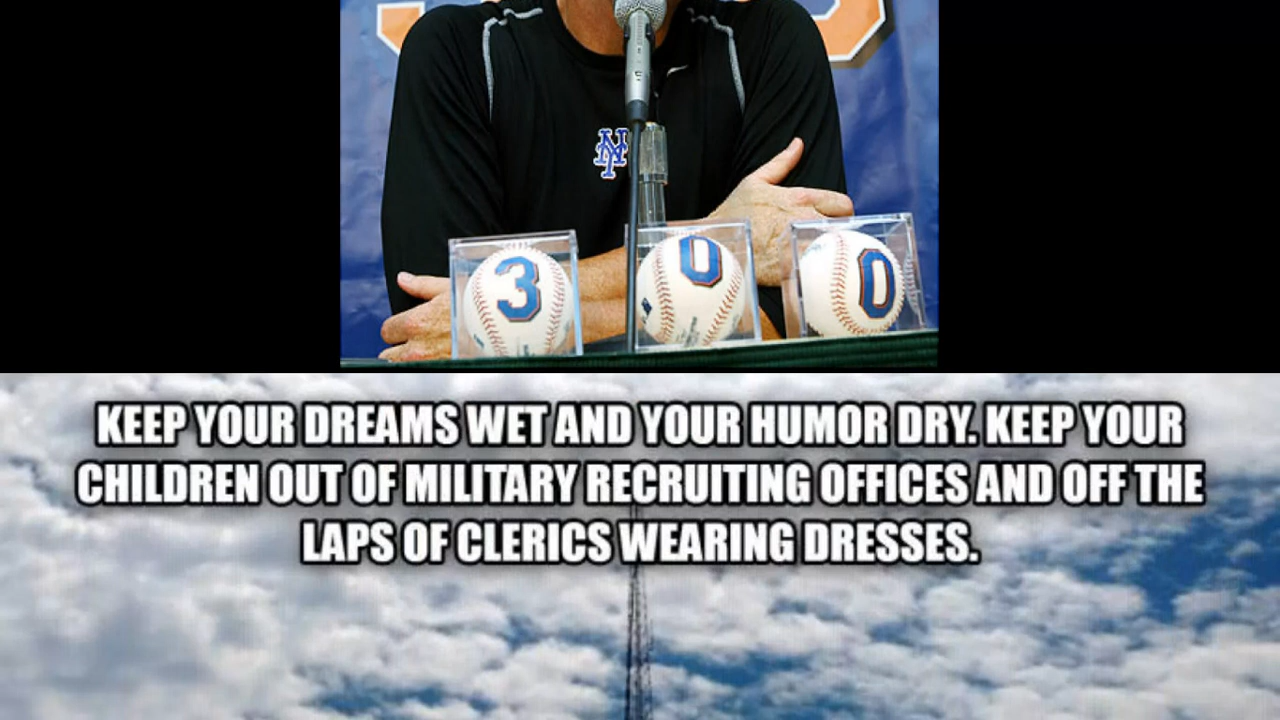 NY
3 0 0
KEEP YOUR DREAMS WET AND YOUR HUMOR DRY. KEEP YOUR
CHILDREN OUT OF MILITARY RECRUITING OFFICES AND OFF THE
LAPS OF CLERICS WEARING DRESSES.